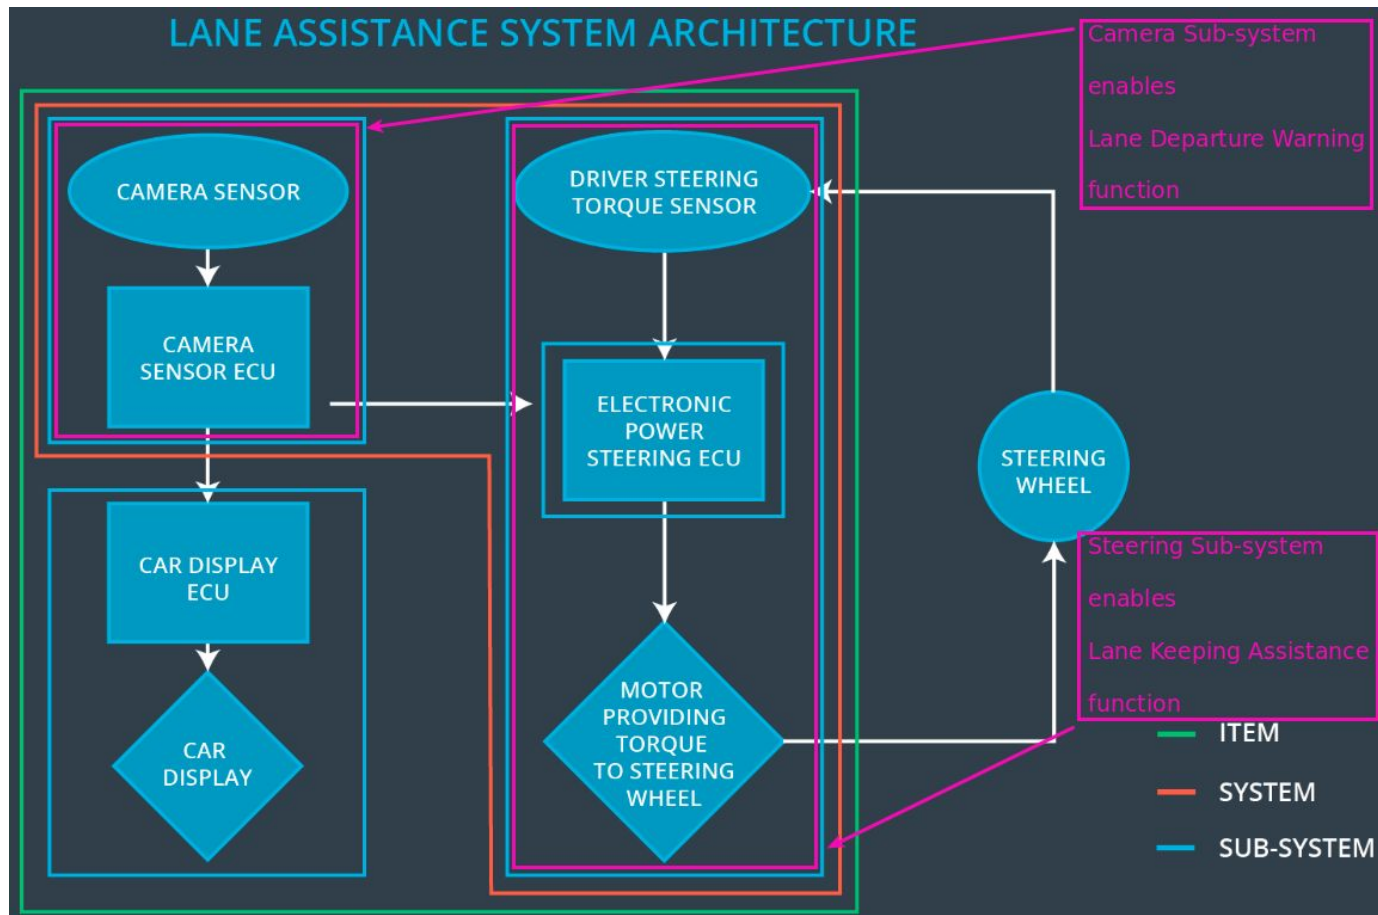 LANE ASSISTANCE SYSTEM ARCHITECTURE
Camera Sub-system
enables
Lane Departure Warning
function
CAMERA SENSOR
DRIVER STEERING
TORQUE SENSOR
CAMERA
SENSOR ECU
ELECTRONIC
POWER
STEERING ECU
STEERING
WHEEL
CAR DISPLAY
ECU
Steering Sub-system
enables
Lane Keeping Assistance
function
CAR
DISPLAY
MOTOR
PROVIDING
TORQUE
TO STEERING
WHEEL
ITEM
SYSTEM
SUB-SYSTEM